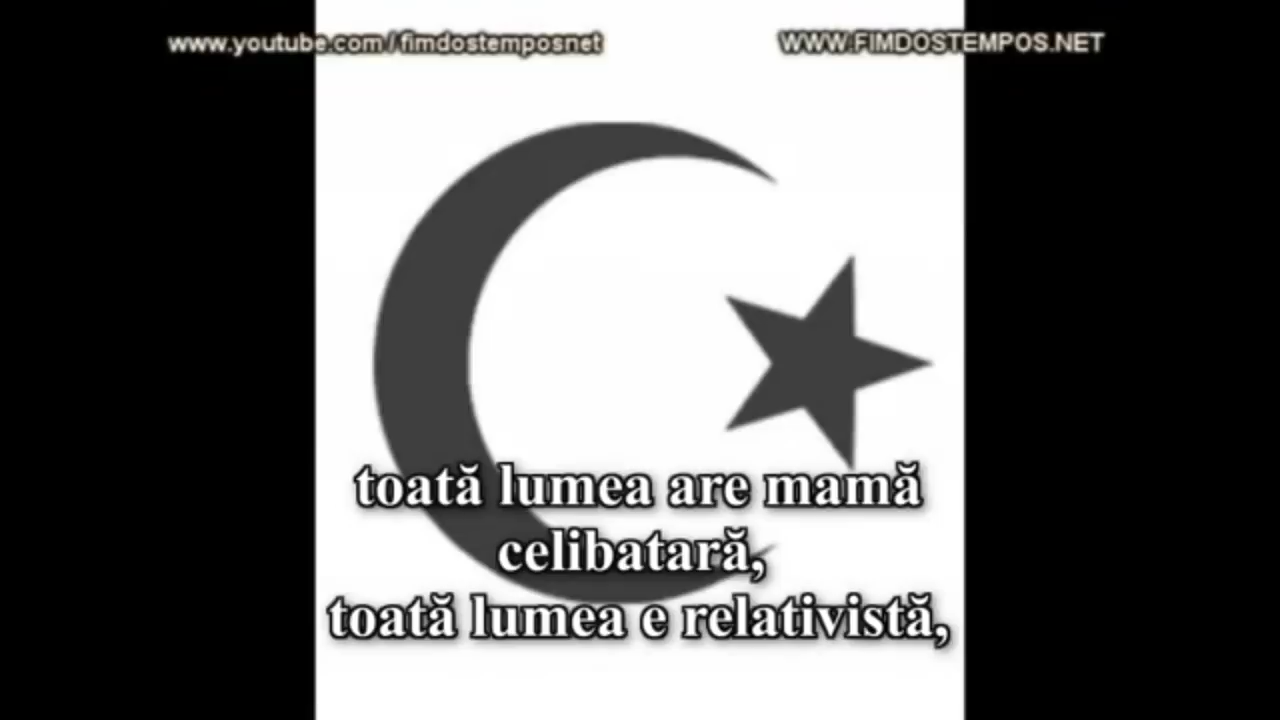 www.youtube.com/fimdostemposnet WWW.FIMDOSTEMPOS.NET
toată lumea are mamă
celibatară,
toată lumea e relativistă,